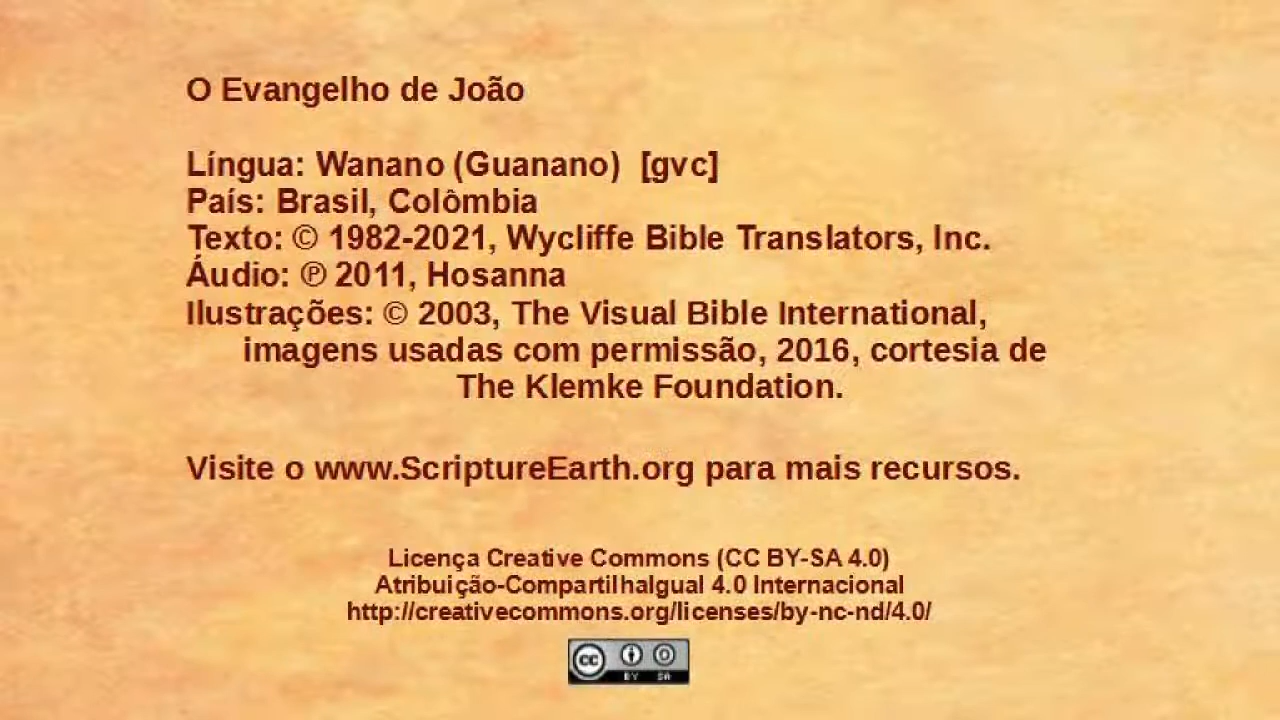 O Evangelho de João
Língua: Wanano (Guanano) [gvc]
País: Brasil, Colômbia
Texto: © 1982-2021, Wycliffe Bible Translators, Inc.
Áudio: ℗ 2011, Hosanna
Ilustrações: © 2003, The Visual Bible International,
imagens usadas com permissão, 2016, cortesia de
The Klemke Foundation.
Visite o www.ScriptureEarth.org para mais recursos.
Licença Creative Commons (CC BY-SA 4.0)
Atribuição-CompartilhaIgual 4.0 Internacional
http://creativecommons.org/licenses/by-nc-nd/4.0/
cc BY SA